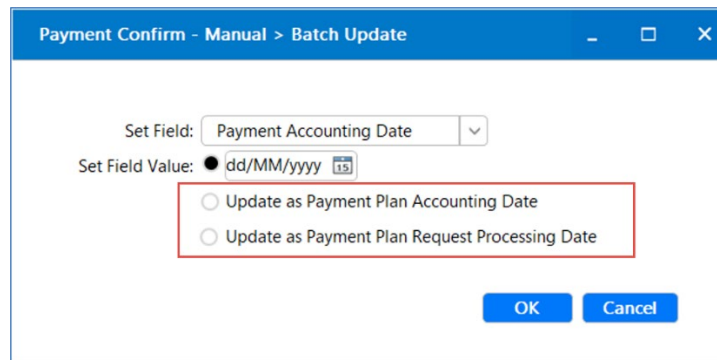 Payment Confirm - Manual > Batch Update
Set Field: Payment Accounting Date
Set Field Value: dd/MM/yyyy 15
Update as Payment Plan Accounting Date
Update as Payment Plan Request Processing Date
OK Cancel